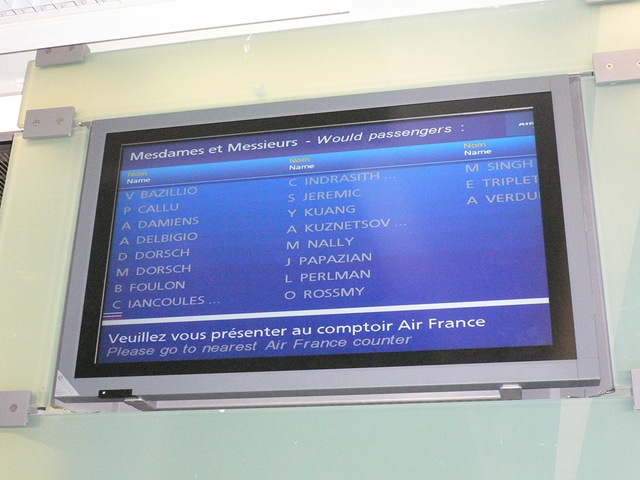 Mesdames et Messieurs - Would passengers :
Nom
Name
V BAZILLIO
P CALLU
A DAMIENS
A DELBIGIO
D DORSCH
M DORSCH
B FOULON
C IANCOULES ...
Nom
Name
C INDRASITH ...
S JEREMIC
Y KUANG
A KUZNETSOV ...
M NALLY
J PAPAZIAN
L PERLMAN
O ROSSMY
Nom
Name
M SINGH
E TRIPLET
A VERDU
Veuillez vous présenter au comptoir Air France
Please go to nearest Air France counter